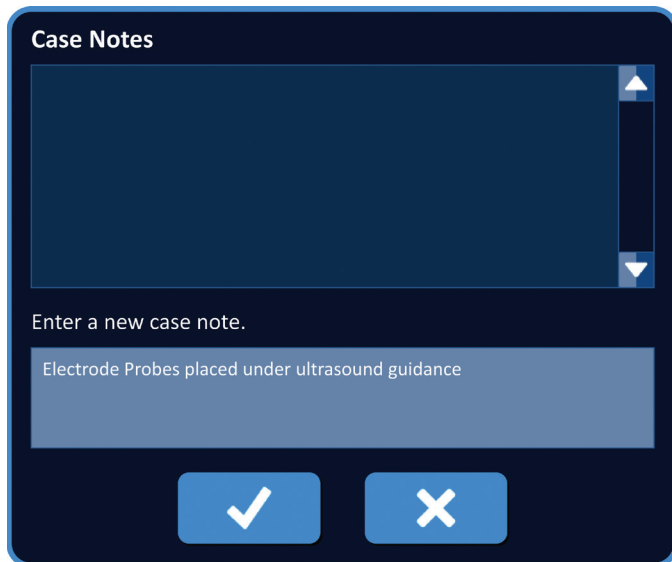 Case Notes
Enter a new case note.
Electrode Probes placed under ultrasound guidance